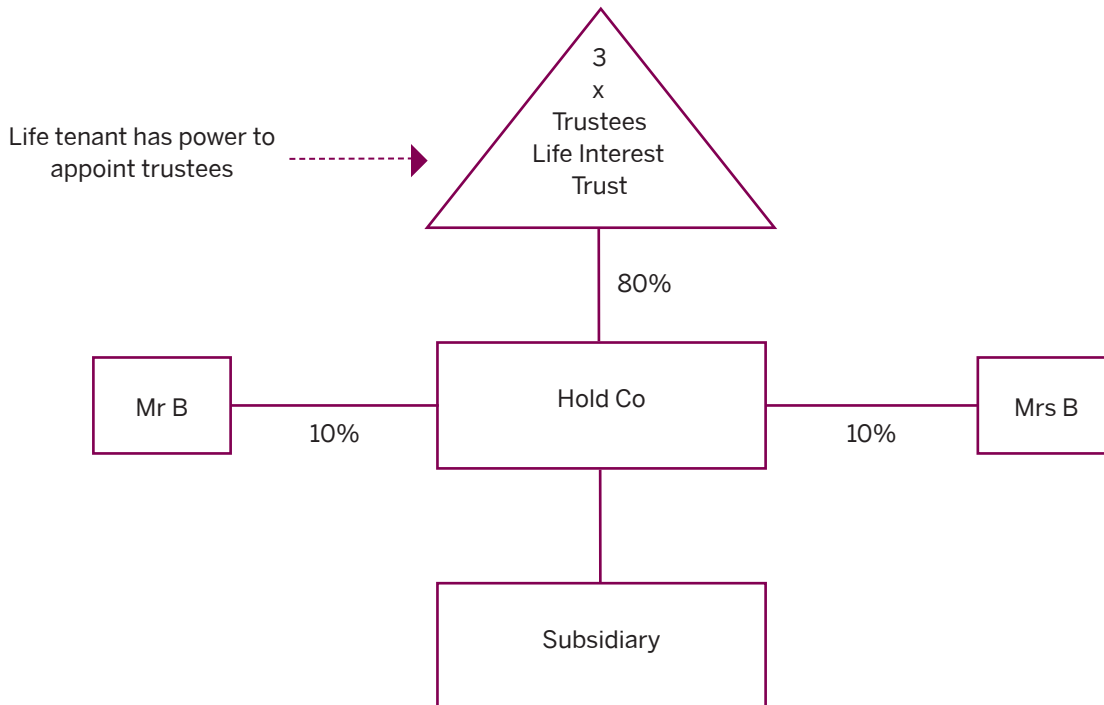 3
x
Trustees
Life Interest
Trust
Life tenant has power to
appoint trustees
80%
Mr B
10%
Hold Co
10%
Mrs B
Subsidiary